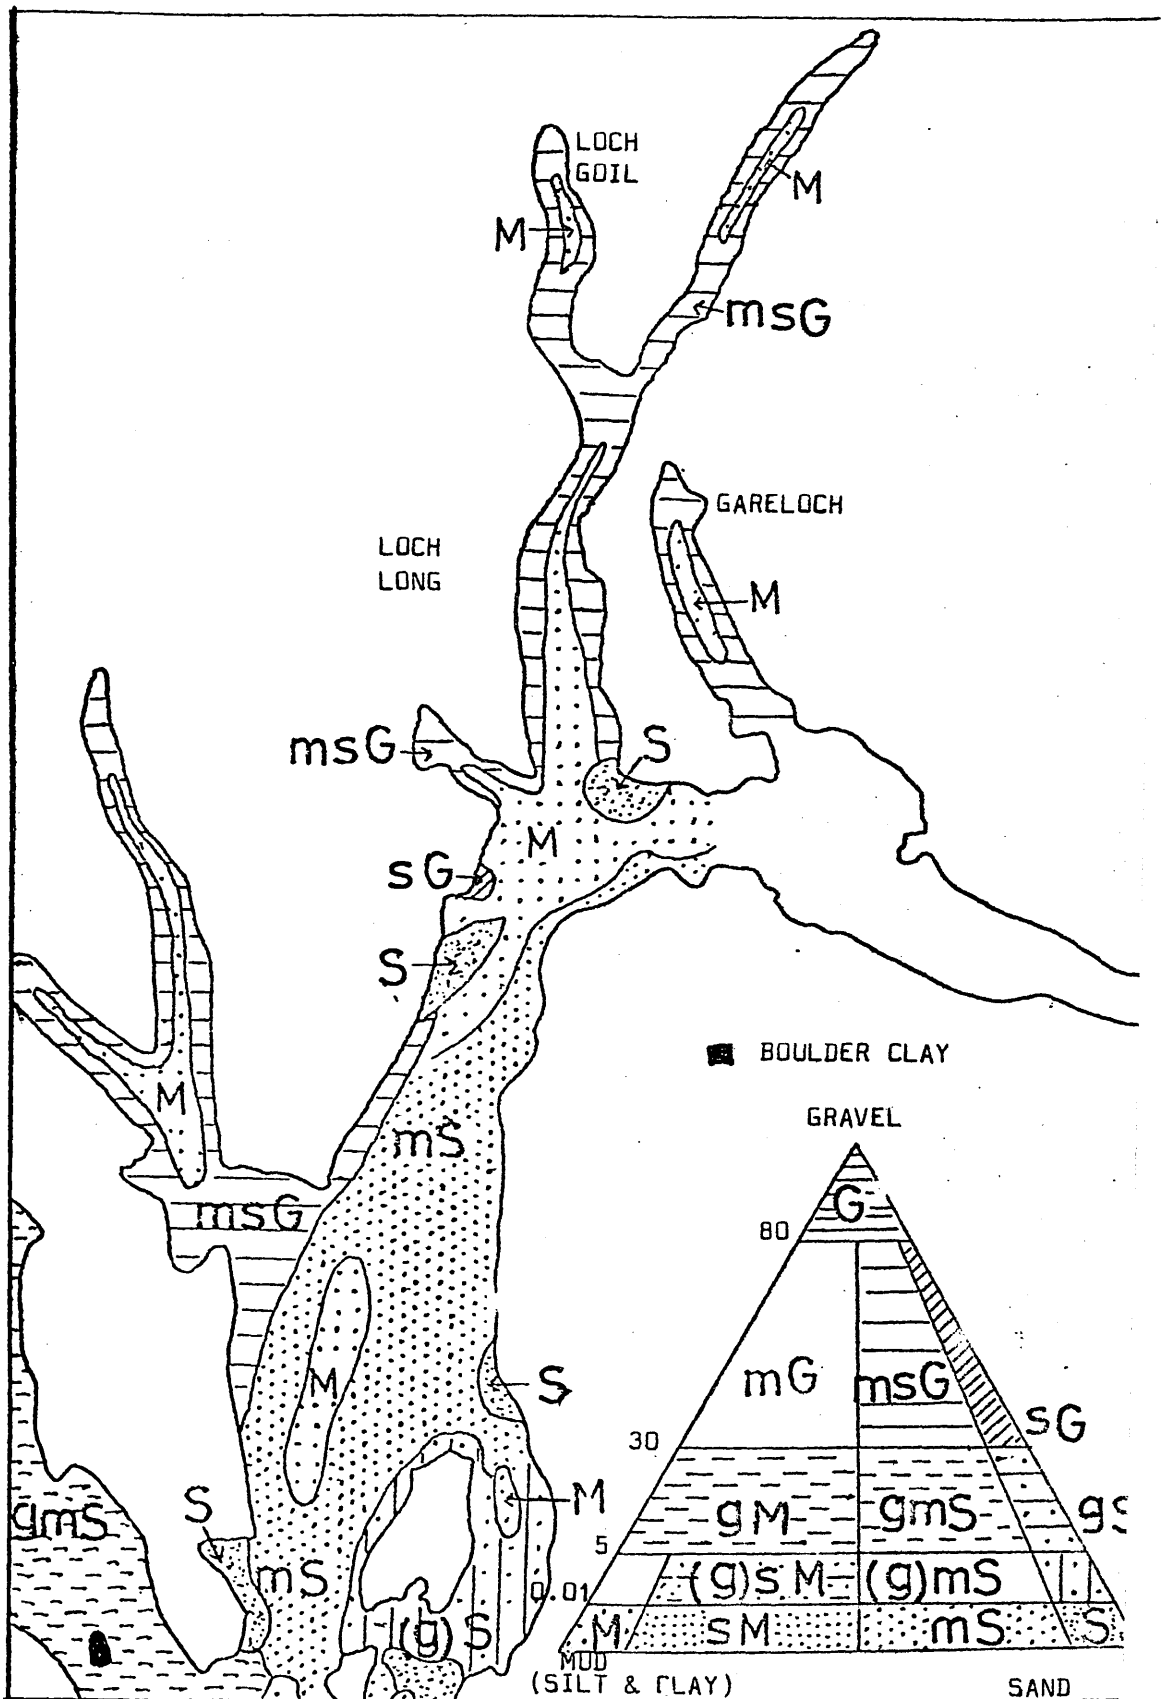 LOCH
GOIL
M
M
msG
GARELOCH
LOCH
LONG
M
msG
S
M
sG
S
BOULDER CLAY
M
mS
GRAVEL
G
msG
80
M
S
mG
msG
sG
30
S
M
gmS
gM
gmS
5
mS
(g)sM
(g)mS
0.01
(g)S
M
sM
mS
S
MUD
(SILT & CLAY)
SAND